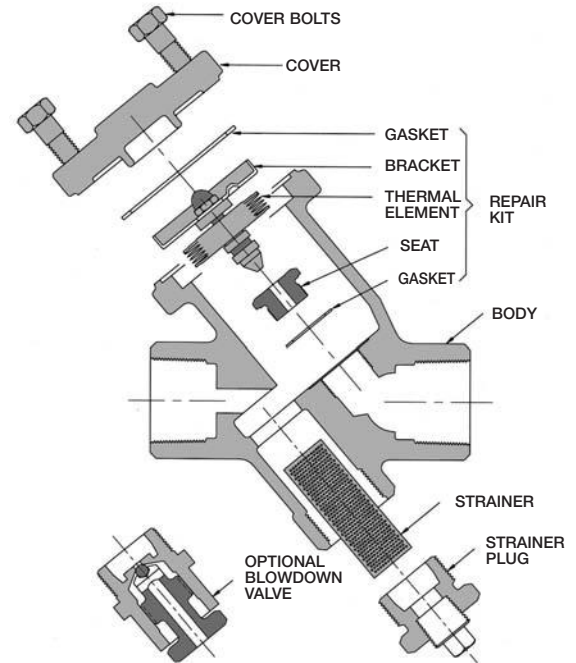 COVER BOLTS
COVER
GASKET
BRACKET
THERMAL
ELEMENT
REPAIR
KIT
SEAT
GASKET
BODY
STRAINER
STRAINER
PLUG
OPTIONAL
BLOWDOWN
VALVE